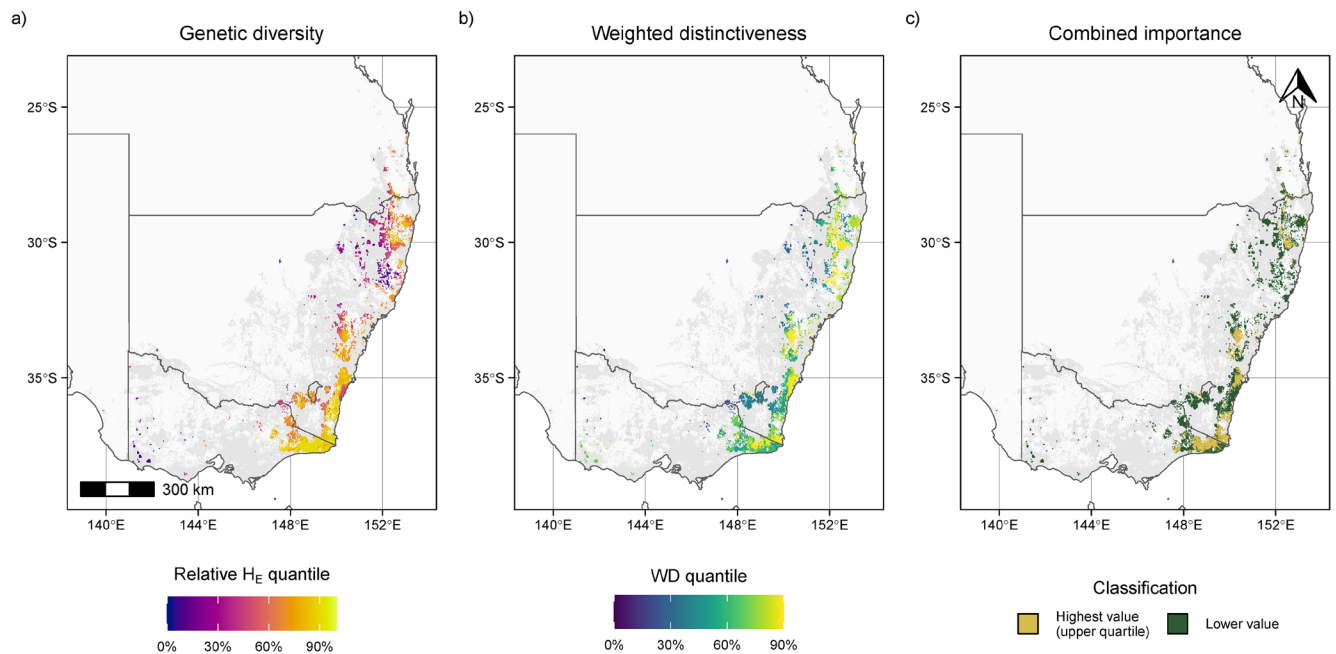 a)
Genetic diversity
b)
Weighted distinctiveness
c)
Combined importance
25°S
30°S
35°S
300 km
140°E 144°E 148°E 152°E
25°S
30°S
35°S
140°E 144°E 148°E 152°E
N
25°S
30°S
35°S
140°E 144°E 148°E 152°E
Relative HE quantile
0% 30% 60% 90%
WD quantile
0% 30% 60% 90%
Classification
Highest value
(upper quartile)
Lower value